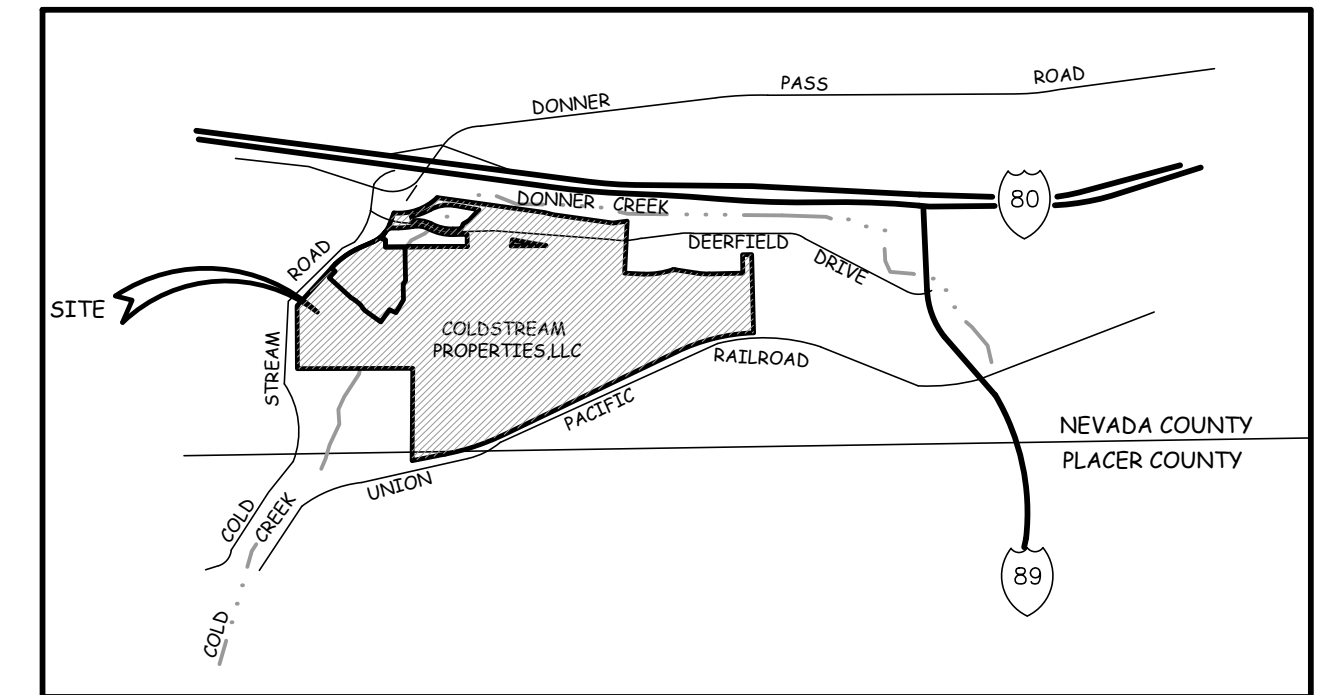 DONNER PASS ROAD
80
DONNER CREEK
DEERFIELD DRIVE
SITE
COLD STREAM ROAD
COLDSTREAM
PROPERTIES,LLC
UNION PACIFIC RAILROAD
NEVADA COUNTY
PLACER COUNTY
COLD CREEK
89